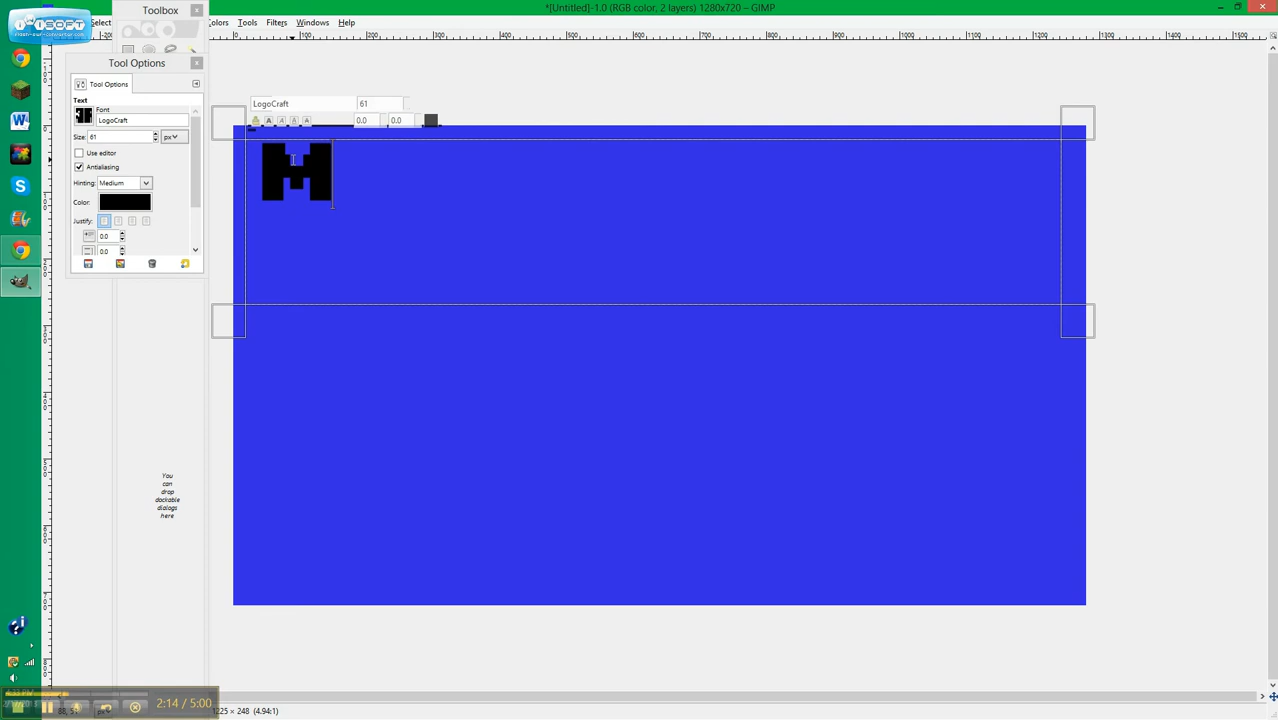 *[Untitled]-1.0 (RGB color, 2 layers) 1280x720 – GIMP
Toolbox
Select
Colors Tools Filters Windows Help
Tool Options
Tool Options
Text
Font
LogoCraft
Size: 61 px
Use editor
Antialiasing
Hinting: Medium
Color:
Justify:
0.0
0.0
LogoCraft 61
0.0 0.0
M
You
can
drop
dockable
dialogs
here
2:14 / 5:00
1225 × 248 (4.94:1)